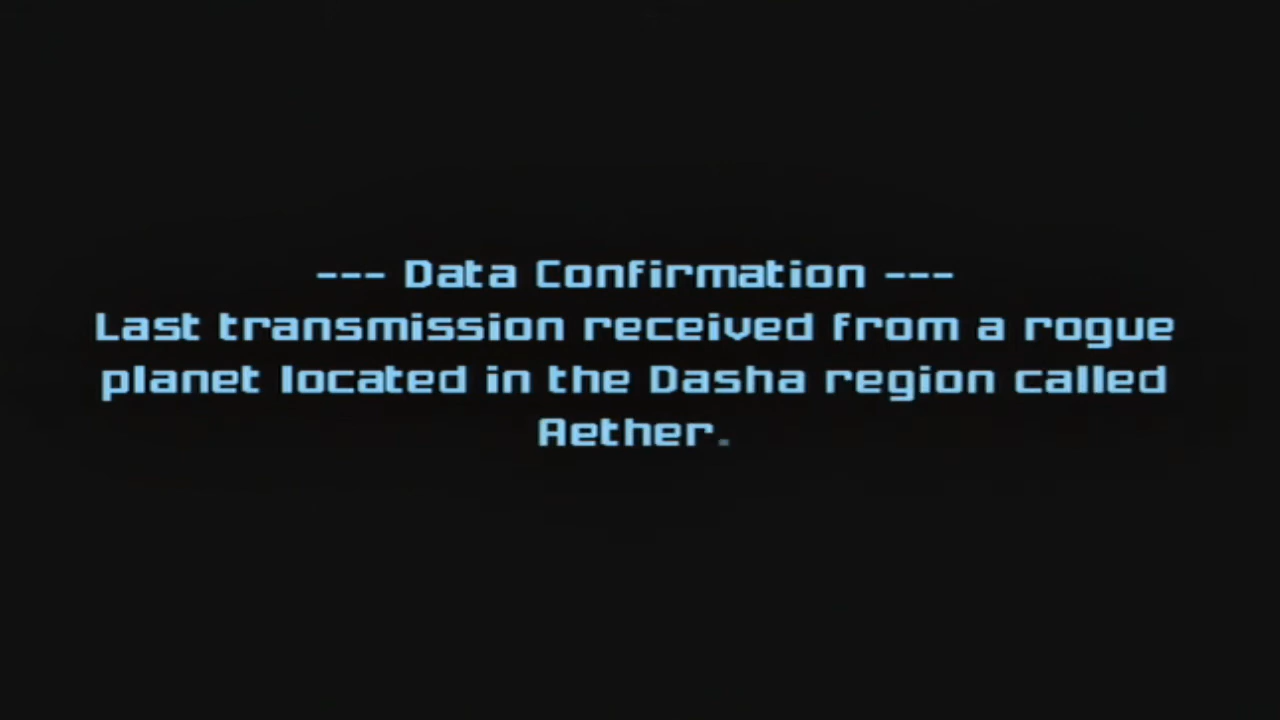 --- Data Confirmation ---
Last transmission received from a rogue
planet located in the Dasha region called
Aether.